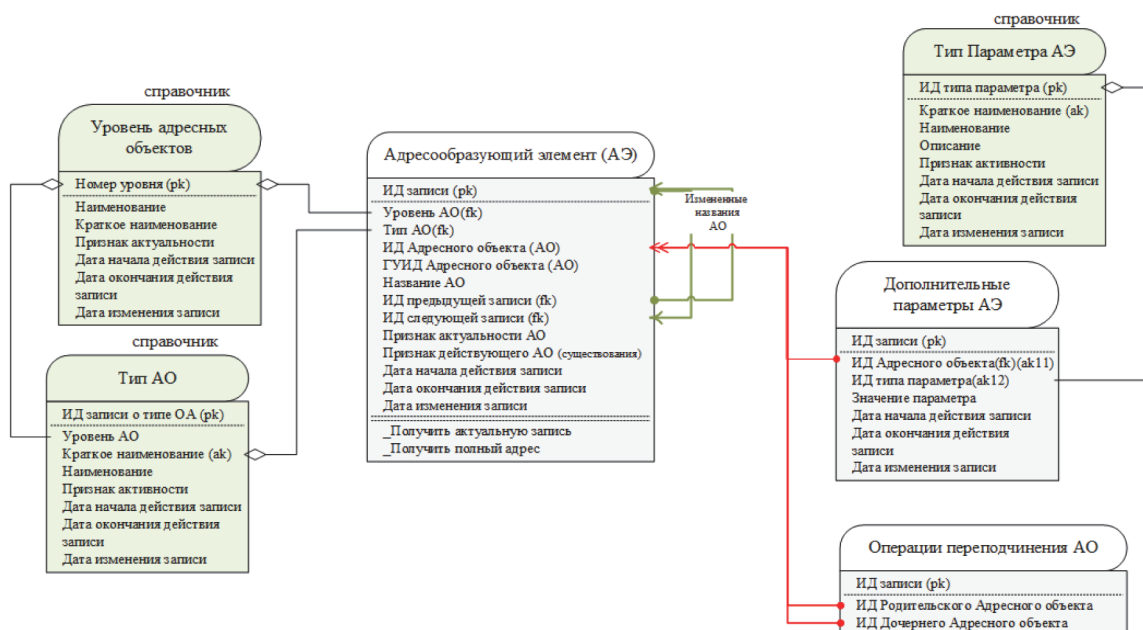 справочник
Уровень адресных
объектов
Номер уровня (pk)
Наименование
Краткое наименование
Признак актуальности
Дата начала действия записи
Дата окончания действия
записи
Дата изменения записи
справочник
Тип АО
ИД записи о типе ОА (pk)
Уровень АО
Краткое наименование (ak)
Наименование
Признак активности
Дата начала действия записи
Дата окончания действия
записи
Дата изменения записи
Адресообразующий элемент (АЭ)
ИД записи (pk)
Уровень АО(fk)
Тип АО(fk)
ИД Адресного объекта (АО)
ГУИД Адресного объекта (АО)
Название АО
ИД предыдущей записи (fk)
ИД следующей записи (fk)
Признак актуальности АО
Признак действующего АО (существования)
Дата начала действия записи
Дата окончания действия записи
Дата изменения записи
_Получить актуальную запись
_Получить полный адрес
Измененные
названия
АО
справочник
Тип Параметра АЭ
ИД типа параметра (pk)
Краткое наименование (ak)
Наименование
Описание
Признак активности
Дата начала действия записи
Дата окончания действия
записи
Дата изменения записи
Дополнительные
параметры АЭ
ИД записи (pk)
ИД Адресного объекта(fk)(ak11)
ИД типа параметра(ak12)
Значение параметра
Дата начала действия записи
Дата окончания действия
записи
Дата изменения записи
Операции переподчинения АО
ИД записи (pk)
ИД Родительского Адресного объекта
ИД Дочернего Адресного объекта